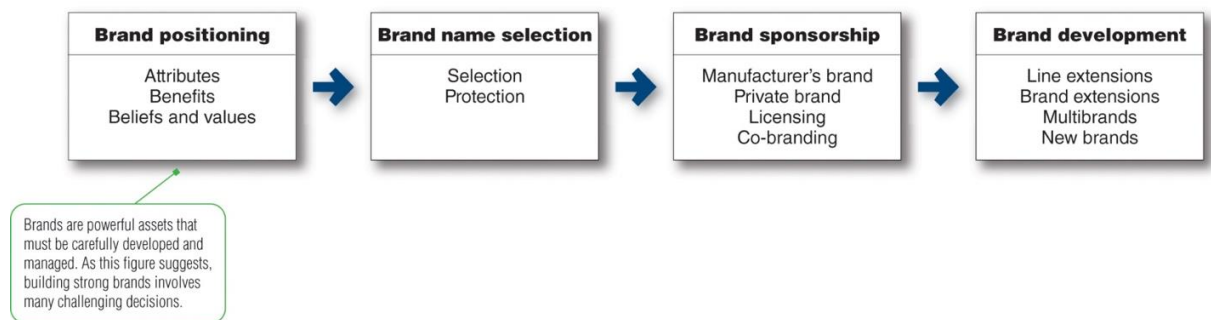 Brand positioning
Attributes
Benefits
Beliefs and values
Brand name selection
Selection
Protection
Brand sponsorship
Manufacturer’s brand
Private brand
Licensing
Co-branding
Brand development
Line extensions
Brand extensions
Multibrands
New brands
Brands are powerful assets that
must be carefully developed and
managed. As this figure suggests,
building strong brands involves
many challenging decisions.